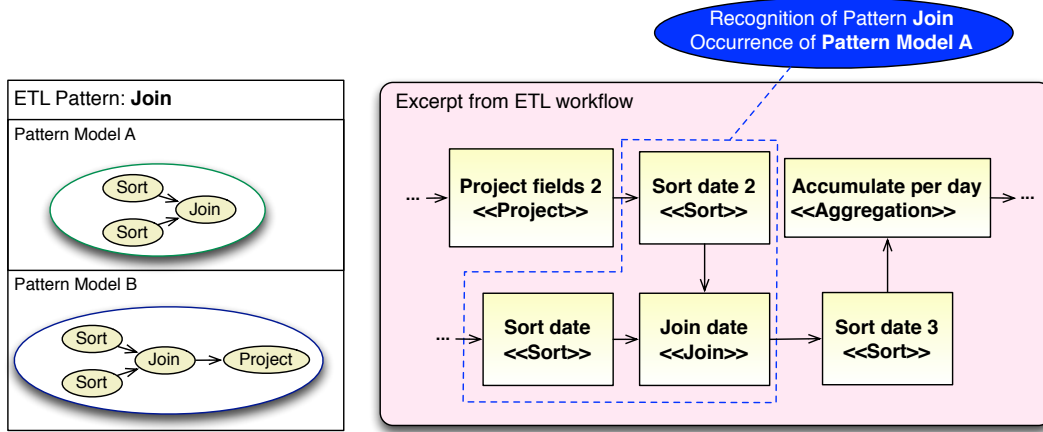 Recognition of Pattern Join
Occurrence of Pattern Model A
ETL Pattern: Join
Pattern Model A
Sort
Join
Sort
Pattern Model B
Sort
Join
Project
Sort
Excerpt from ETL workflow
...
Project fields 2
<<Project>>
Sort date 2
<<Sort>>
Accumulate per day
<<Aggregation>>
...
...
Sort date
<<Sort>>
Join date
<<Join>>
Sort date 3
<<Sort>>